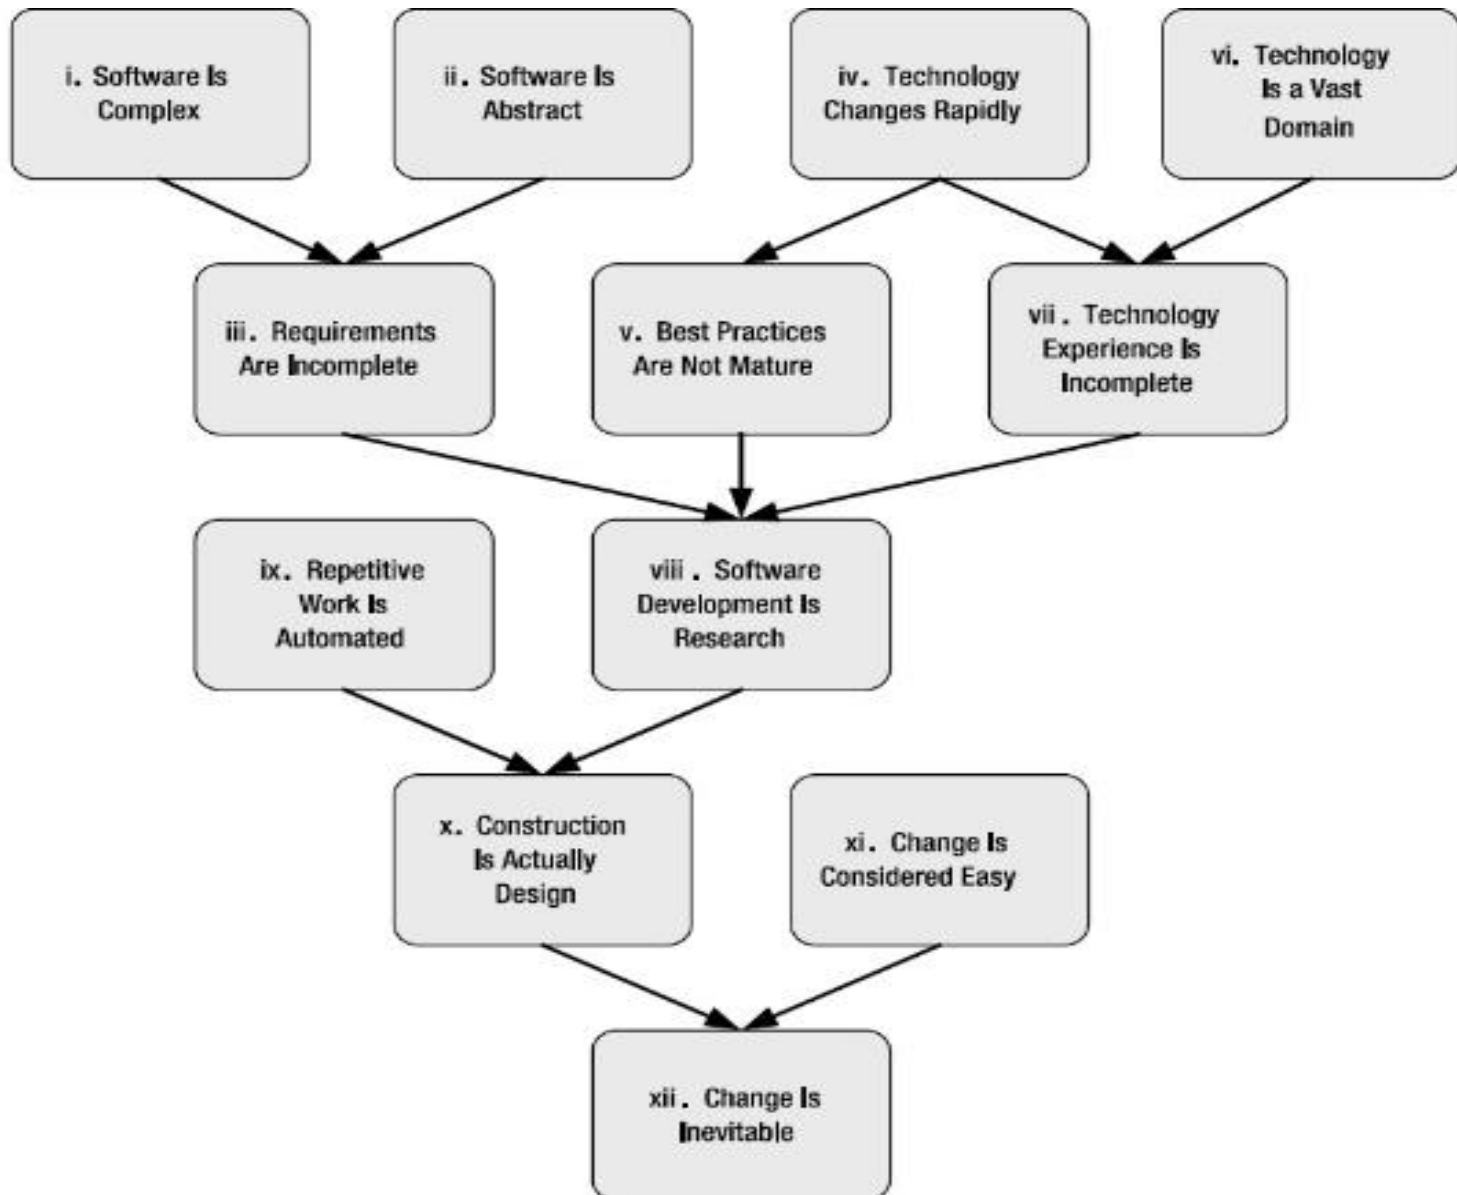 i. Software Is
Complex
ii. Software Is
Abstract
iv. Technology
Changes Rapidly
vi. Technology
Is a Vast
Domain
iii. Requirements
Are Incomplete
v. Best Practices
Are Not Mature
vii. Technology
Experience Is
Incomplete
ix. Repetitive
Work Is
Automated
viii. Software
Development Is
Research
x. Construction
Is Actually
Design
xi. Change Is
Considered Easy
xii. Change Is
Inevitable